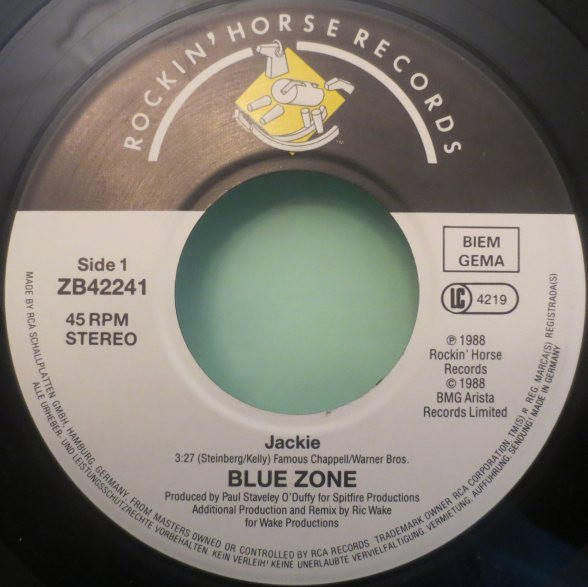 ROCKIN' HORSE RECORDS
TM
Side 1
ZB42241
45 RPM
STEREO
BIEM
GEMA
LC 4219
℗ 1988
Rockin' Horse
Records
© 1988
BMG Arista
Records Limited
Jackie
3:27 (Steinberg/Kelly) Famous Chappell/Warner Bros.
BLUE ZONE
Produced by Paul Staveley O'Duffy for Spitfire Productions
Additional Production and Remix by Ric Wake
for Wake Productions
MADE BY RCA SCHALLPLATTEN GMBH, HAMBURG, GERMANY, FROM MASTERS OWNED OR CONTROLLED BY RCA RECORDS. TRADEMARK OWNER RCA CORPORATION. TM(S) R REG. MARCA(S) REGISTRADA(S)
ALLE URHEBER- UND LEISTUNGSSCHUTZRECHTE VORBEHALTEN. KEIN VERLEIH! KEINE UNERLAUBTE VERVIELFÄLTIGUNG, VERMIETUNG, AUFFÜHRUNG, SENDUNG! MADE IN GERMANY